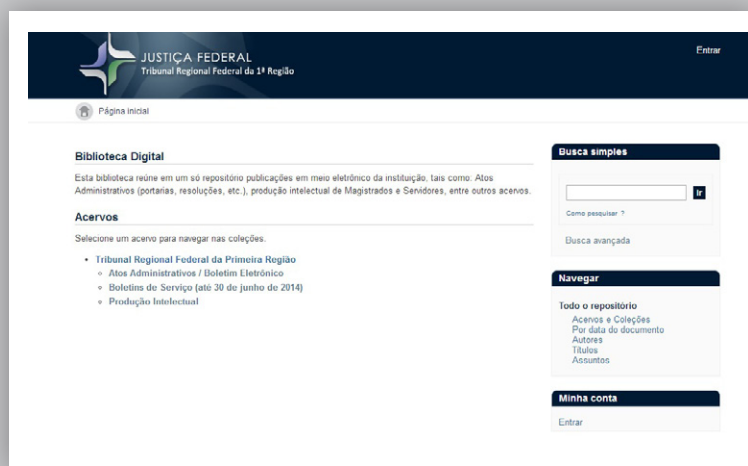 JUSTIÇA FEDERAL
Tribunal Regional Federal da 1ª Região
Entrar
Página inicial
Biblioteca Digital
Esta biblioteca reúne em um só repositório publicações em meio eletrônico da instituição, tais como: Atos
Administrativos (portarias, resoluções, etc.), produção intelectual de Magistrados e Servidores, entre outros acervos.
Acervos
Selecione um acervo para navegar nas coleções.
Tribunal Regional Federal da Primeira Região
Atos Administrativos / Boletim Eletrônico
Boletins de Serviço (até 30 de junho de 2014)
Produção Intelectual
Busca simples
Ir
Como pesquisar ?
Busca avançada
Navegar
Todo o repositório
Acervos e Coleções
Por data do documento
Autores
Títulos
Assuntos
Minha conta
Entrar